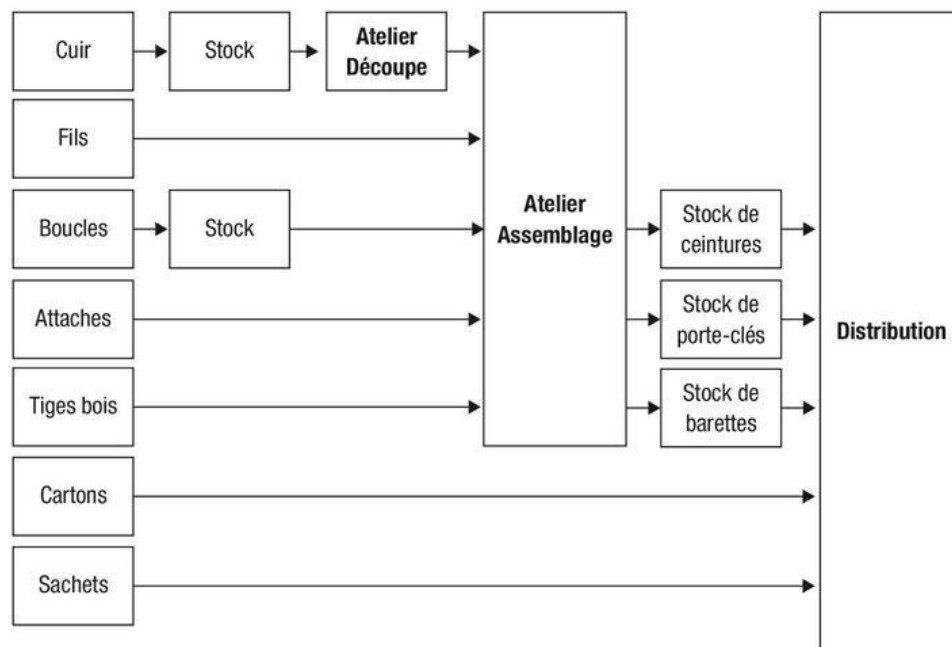 Cuir
Stock
Atelier
Découpe
Fils
Boucles
Stock
Atelier
Assemblage
Stock de
ceintures
Attaches
Stock de
porte-clés
Distribution
Tiges bois
Stock de
barettes
Cartons
Sachets